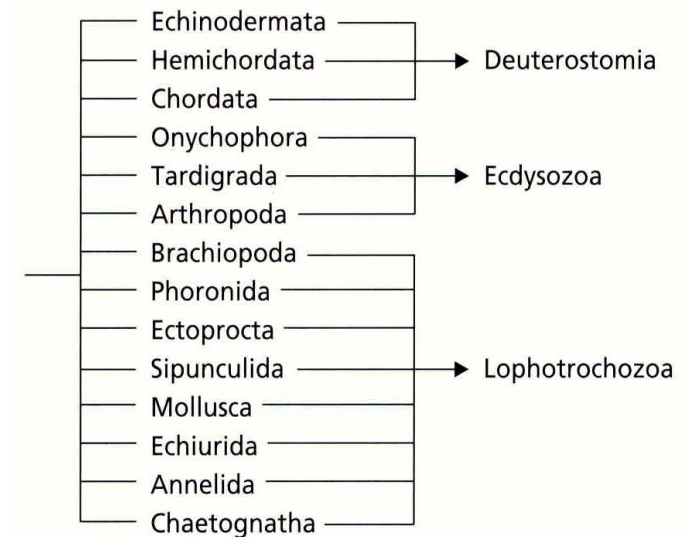 Echinodermata
Hemichordata
Deuterostomia
Chordata
Onychophora
Tardigrada
Ecdysozoa
Arthropoda
Brachiopoda
Phoronida
Ectoprocta
Sipunculida
Lophotrochozoa
Mollusca
Echiurida
Annelida
Chaetognatha